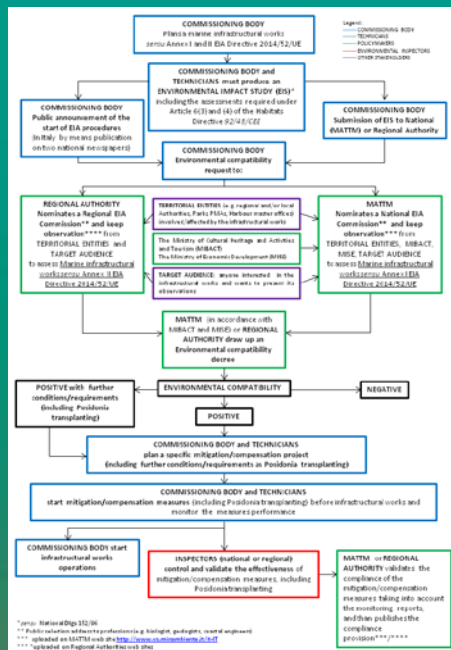 COMMISSIONING BODY
Plans a marine infrastructural works
sensu Annex I and II EIA Directive 2014/52/UE
Legend:
COMMISSIONING BODY
TECHNICIANS
POLICYMAKERS
ENVIRONMENTAL INSPECTORS
OTHER STAKEHOLDERS
COMMISSIONING BODY and
TECHNICIANS must produce an
ENVIRONMENTAL IMPACT STUDY (EIS)*
including the assessments required under
Article 6(3) and (4) of the Habitats
Directive 92/43/CEE
COMMISSIONING BODY
Public announcement of the
start of EIA procedures
(in Italy by means publication
on two national newspapers)
COMMISSIONING BODY
Submission of EIS to National
(MATTM) or Regional Authority
COMMISSIONING BODY
Environmental compatibility
request to:
REGIONAL AUTHORITY
Nominates a Regional EIA
Commission** and keep
observation**** from
TERRITORIAL ENTITIES and
TARGET AUDIENCE
to assess Marine infrastructural
works sensu Annex II EIA
Directive 2014/52/UE
TERRITORIAL ENTITIES (e.g. regional and/or local
Authorities, Parks, MPAs, Harbour master offices)
involved/affected by the infrastructural works
The Ministry of Cultural Heritage and Activities
and Tourism (MIBACT)
The Ministry of Economic Development (MISE)
TARGET AUDIENCE: anyone interested in the
infrastructural works and wants to present its
observations
MATTM
Nominates a National EIA
Commission** and keep
observation*** from
TERRITORIAL ENTITIES, MIBACT,
MISE, TARGET AUDIENCE
to assess Marine infrastructural
works sensu Annex I EIA
Directive 2014/52/UE
MATTM (in accordance with
MIBACT and MISE) or REGIONAL
AUTHORITY draw up an
Environmental compatibility
decree
POSITIVE with further
conditions/requirements
(including Posidonia
transplanting)
ENVIRONMENTAL COMPATIBILITY
NEGATIVE
POSITIVE
COMMISSIONING BODY and TECHNICIANS
plan a specific mitigation/compensation project
(including further conditions/requirements as Posidonia transplanting)
COMMISSIONING BODY and TECHNICIANS
start mitigation/compensation measures (including Posidonia transplanting) before infrastructural works and
monitor the measures performance
COMMISSIONING BODY start
infrastructural works
operations
INSPECTORS (national or regional)
control and validate the effectiveness of
mitigation/compensation measures, including
Posidonia transplanting
MATTM or REGIONAL
AUTHORITY validates
the compliance of the
mitigation/compensation
measures taking into account
the monitoring reports,
and than publishes the
compliance
provision***/****
*sensu National Dlgs 152/06
** Public selection address to professions (e.g. biologist, geologists, coastal engineer)
*** uploaded on MATTM web site
**** uploaded on Regional Authorities web sites